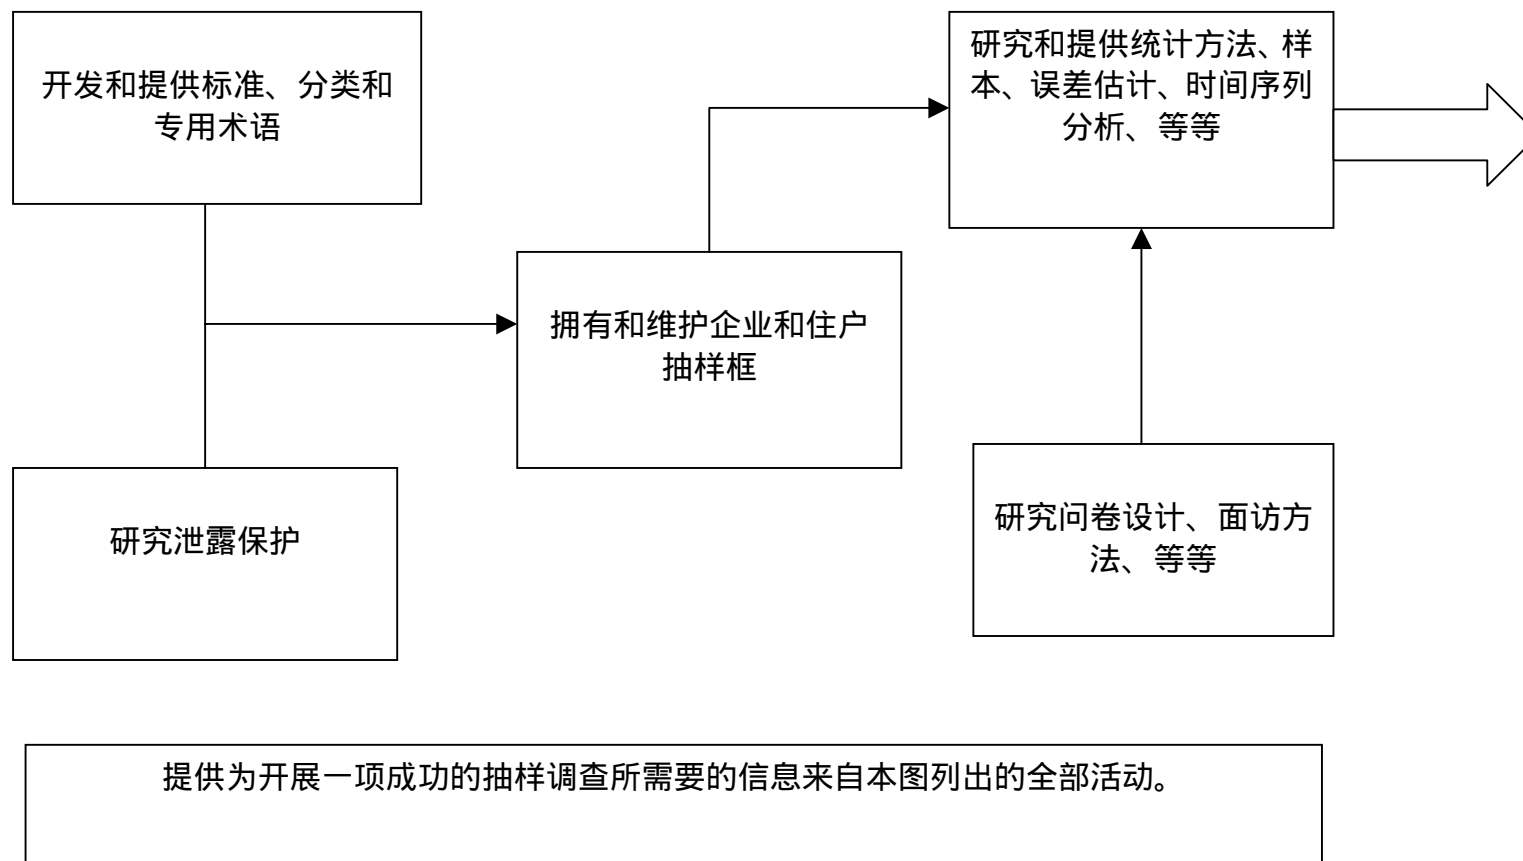 开发和提供标准、分类和
专用术语
研究和提供统计方法、样
本、误差估计、时间序列
分析、等等
拥有和维护企业和住户
抽样框
研究泄露保护
研究问卷设计、面访方
法、等等
提供为开展一项成功的抽样调查所需要的信息来自本图列出的全部活动。